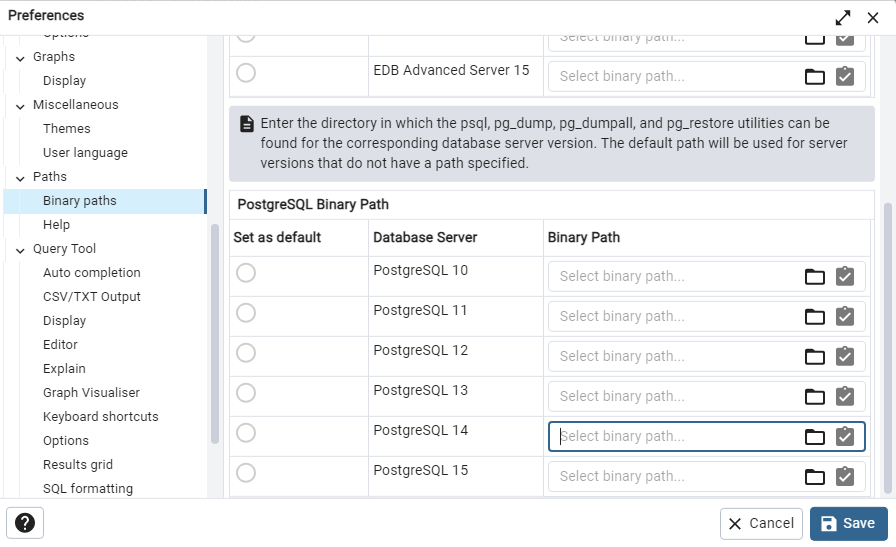 Preferences
Options
Graphs
Display
Miscellaneous
Themes
User language
Paths
Binary paths
Help
Query Tool
Auto completion
CSV/TXT Output
Display
Editor
Explain
Graph Visualiser
Keyboard shortcuts
Options
Results grid
SQL formatting
Select binary path...
EDB Advanced Server 15 Select binary path...
Enter the directory in which the psql, pg_dump, pg_dumpall, and pg_restore utilities can be
found for the corresponding database server version. The default path will be used for server
versions that do not have a path specified.
PostgreSQL Binary Path
Set as default Database Server Binary Path
PostgreSQL 10 Select binary path...
PostgreSQL 11 Select binary path...
PostgreSQL 12 Select binary path...
PostgreSQL 13 Select binary path...
PostgreSQL 14 Select binary path...
PostgreSQL 15 Select binary path...
? Cancel Save